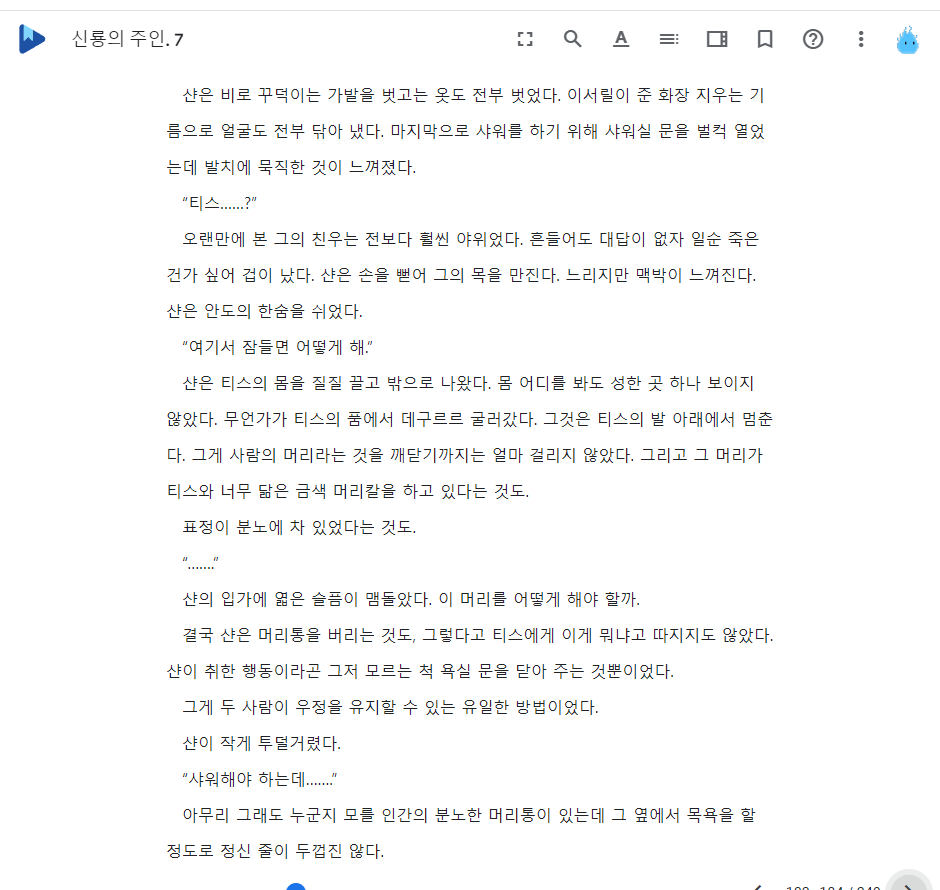 신룡의 주인. 7
샨은 비로 꾸덕이는 가발을 벗고는 옷도 전부 벗었다. 이서릴이 준 화장 지우는 기
름으로 얼굴도 전부 닦아 냈다. 마지막으로 샤워를 하기 위해 샤워실 문을 벌컥 열었
는데 발치에 묵직한 것이 느껴졌다.
“티스……?”
오랜만에 본 그의 친우는 전보다 훨씬 야위었다. 흔들어도 대답이 없자 일순 죽은
건가 싶어 겁이 났다. 샨은 손을 뻗어 그의 목을 만진다. 느리지만 맥박이 느껴진다.
샨은 안도의 한숨을 쉬었다.
“여기서 잠들면 어떻게 해.”
샨은 티스의 몸을 질질 끌고 밖으로 나왔다. 몸 어디를 봐도 성한 곳 하나 보이지
않았다. 무언가가 티스의 품에서 데구르르 굴러갔다. 그것은 티스의 발 아래에서 멈춘
다. 그게 사람의 머리라는 것을 깨닫기까지는 얼마 걸리지 않았다. 그리고 그 머리가
티스와 너무 닮은 금색 머리칼을 하고 있다는 것도.
표정이 분노에 차 있었다는 것도.
“…….”
샨의 입가에 엷은 슬픔이 맴돌았다. 이 머리를 어떻게 해야 할까.
결국 샨은 머리통을 버리는 것도, 그렇다고 티스에게 이게 뭐냐고 따지지도 않았다.
샨이 취한 행동이라곤 그저 모르는 척 욕실 문을 닫아 주는 것뿐이었다.
그게 두 사람이 우정을 유지할 수 있는 유일한 방법이었다.
샨이 작게 투덜거렸다.
“샤워해야 하는데…….”
아무리 그래도 누군지 모를 인간의 분노한 머리통이 있는데 그 옆에서 목욕을 할
정도로 정신 줄이 두껍진 않다.